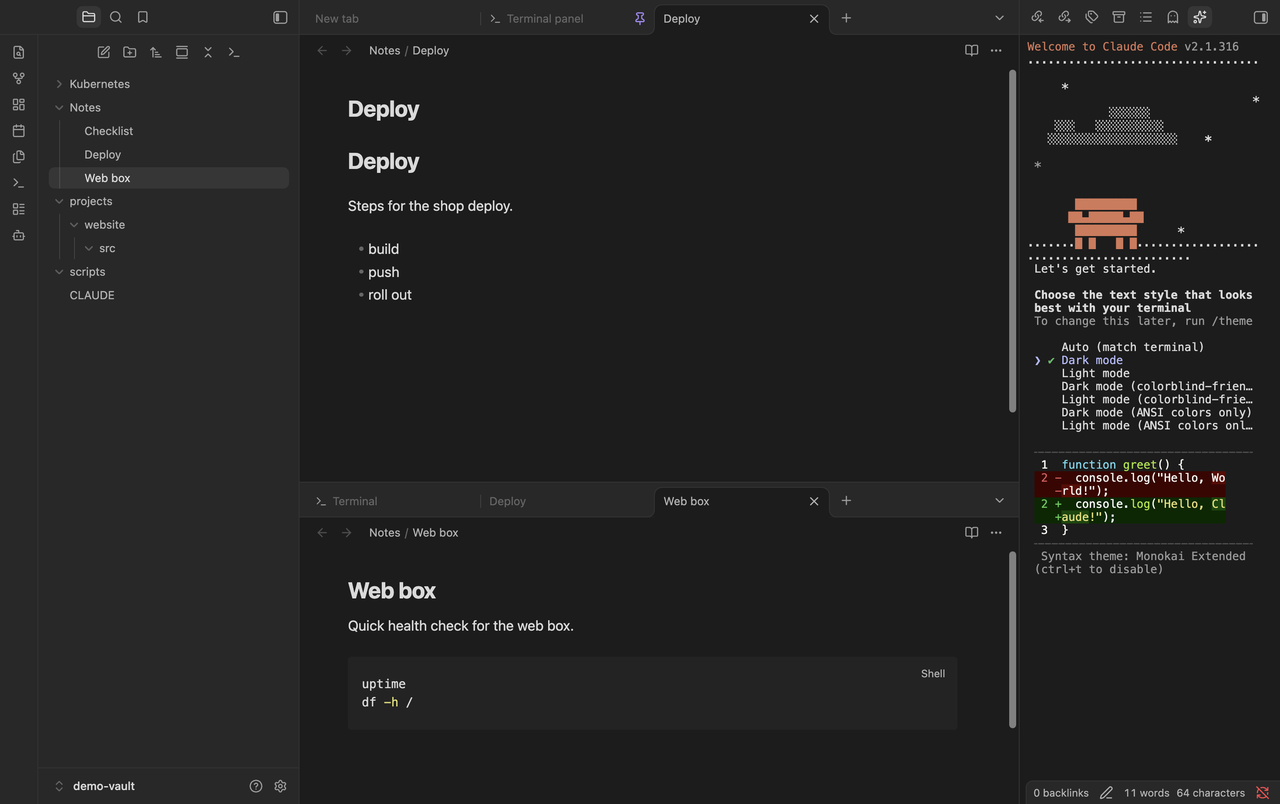 New tab
Terminal panel
Deploy
Notes / Deploy
Kubernetes
Notes
Checklist
Deploy
Web box
projects
website
src
scripts
CLAUDE
demo-vault
Deploy
Deploy
Steps for the shop deploy.
build
push
roll out
Terminal
Deploy
Web box
Notes / Web box
Web box
Quick health check for the web box.
Shell
uptime
df -h /
Welcome to Claude Code v2.1.316
Let's get started.
Choose the text style that looks
best with your terminal
To change this later, run /theme
Auto (match terminal)
❯ ✔ Dark mode
Light mode
Dark mode (colorblind-frien…
Light mode (colorblind-frie…
Dark mode (ANSI colors only)
Light mode (ANSI colors onl…
1 function greet() {
2 - console.log("Hello, Wo
-rld!");
2 + console.log("Hello, Cl
+aude!");
3 }
Syntax theme: Monokai Extended
(ctrl+t to disable)
0 backlinks 11 words 64 characters